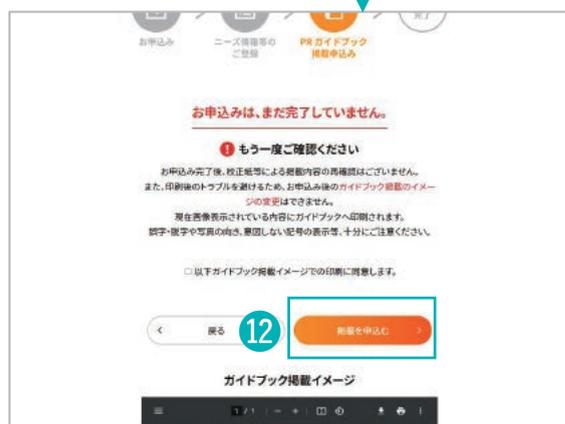 お申込み
ニーズ情報等の
ご登録
PRガイドブック
掲載申込み
完了
お申込みは、まだ完了していません。
! もう一度ご確認ください
お申込み完了後、校正紙等による掲載内容の再確認はございません。
また、印刷後のトラブルを避けるため、お申込み後のガイドブック掲載のイメー
ジの変更はできません。
現在画像表示されている内容にガイドブックへ印刷されます。
誤字・脱字や写真の向き、意図しない記号の表示等、十分にご注意ください。
□ 以下ガイドブック掲載イメージでの印刷に同意します。
< 戻る
12
掲載を申込む >
ガイドブック掲載イメージ
1 / 1